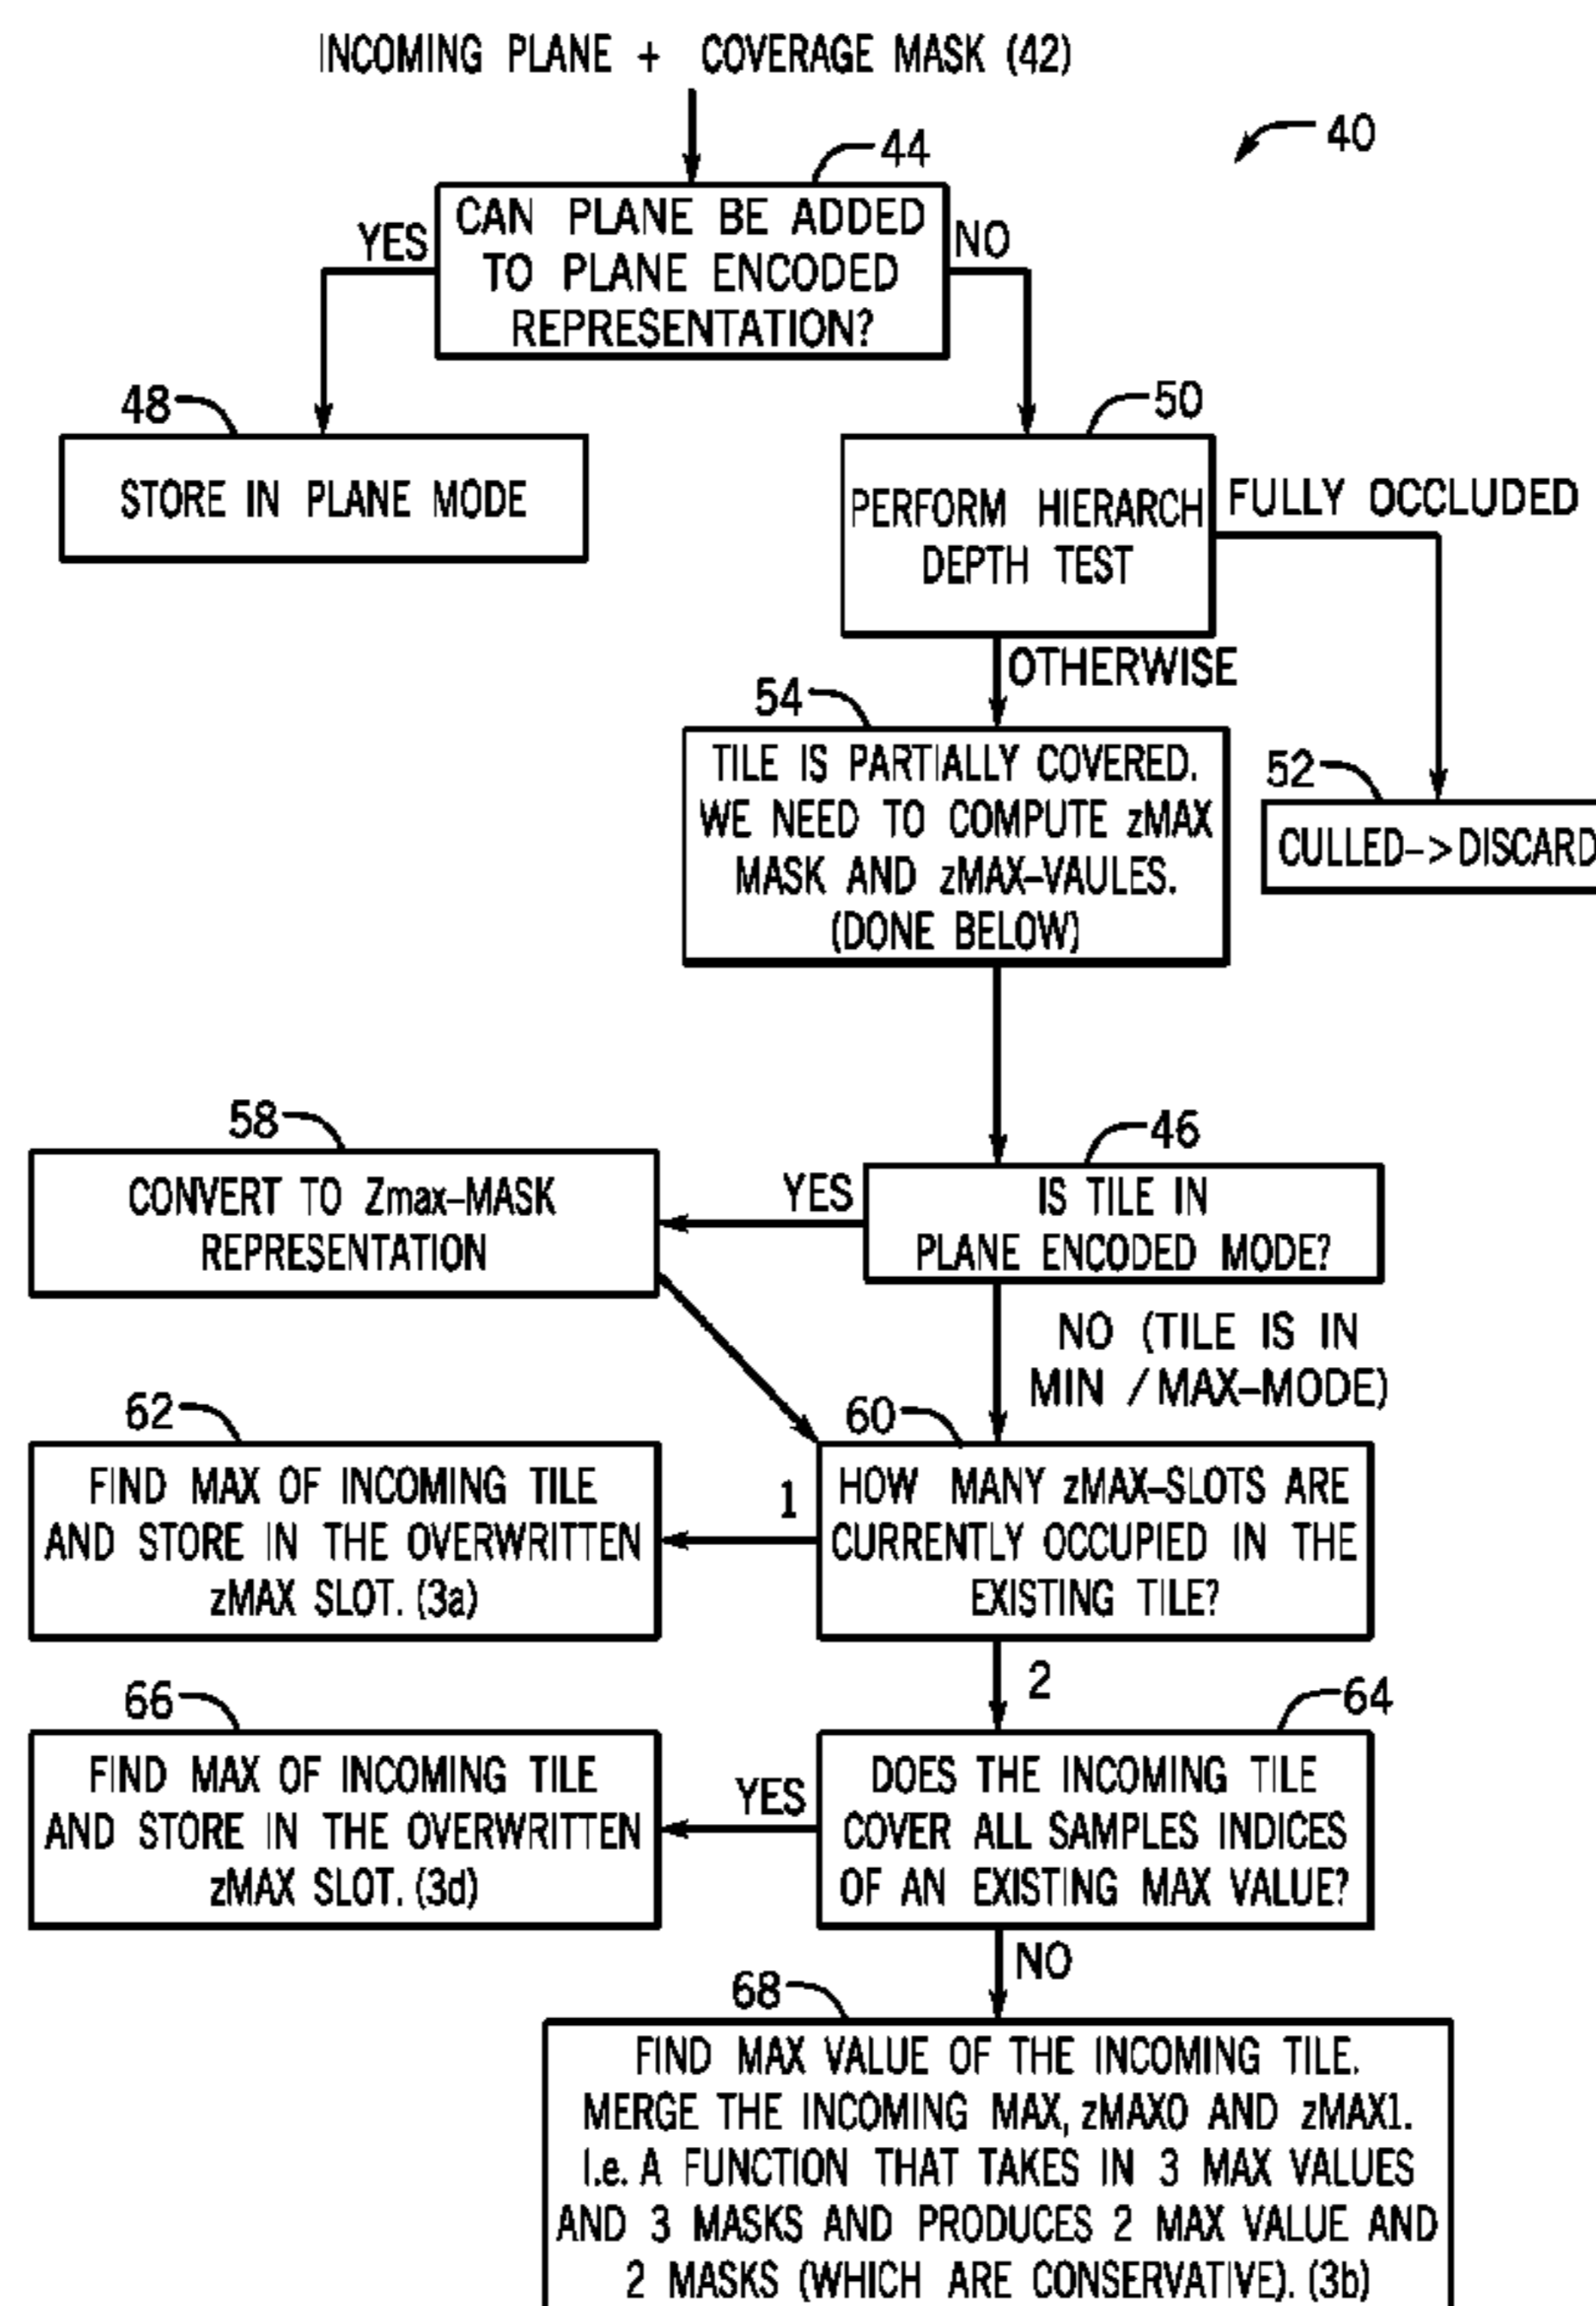 INCOMING PLANE + COVERAGE MASK (42)
40
44
CAN PLANE BE ADDED
TO PLANE ENCODED
REPRESENTATION?
YES
NO
48
STORE IN PLANE MODE
50
PERFORM HIERARCH
DEPTH TEST
FULLY OCCLUDED
OTHERWISE
52
CULLED->DISCARD
54
TILE IS PARTIALLY COVERED.
WE NEED TO COMPUTE zMAX
MASK AND zMAX-VAULES.
(DONE BELOW)
46
IS TILE IN
PLANE ENCODED MODE?
YES
58
CONVERT TO Zmax-MASK
REPRESENTATION
NO (TILE IS IN
MIN / MAX-MODE)
60
HOW MANY zMAX-SLOTS ARE
CURRENTLY OCCUPIED IN THE
EXISTING TILE?
1
62
FIND MAX OF INCOMING TILE
AND STORE IN THE OVERWRITTEN
zMAX SLOT. (3a)
2
64
DOES THE INCOMING TILE
COVER ALL SAMPLES INDICES
OF AN EXISTING MAX VALUE?
YES
66
FIND MAX OF INCOMING TILE
AND STORE IN THE OVERWRITTEN
zMAX SLOT. (3d)
NO
68
FIND MAX VALUE OF THE INCOMING TILE.
MERGE THE INCOMING MAX, zMAX0 AND zMAX1.
I.e. A FUNCTION THAT TAKES IN 3 MAX VALUES
AND 3 MASKS AND PRODUCES 2 MAX VALUE AND
2 MASKS (WHICH ARE CONSERVATIVE). (3b)